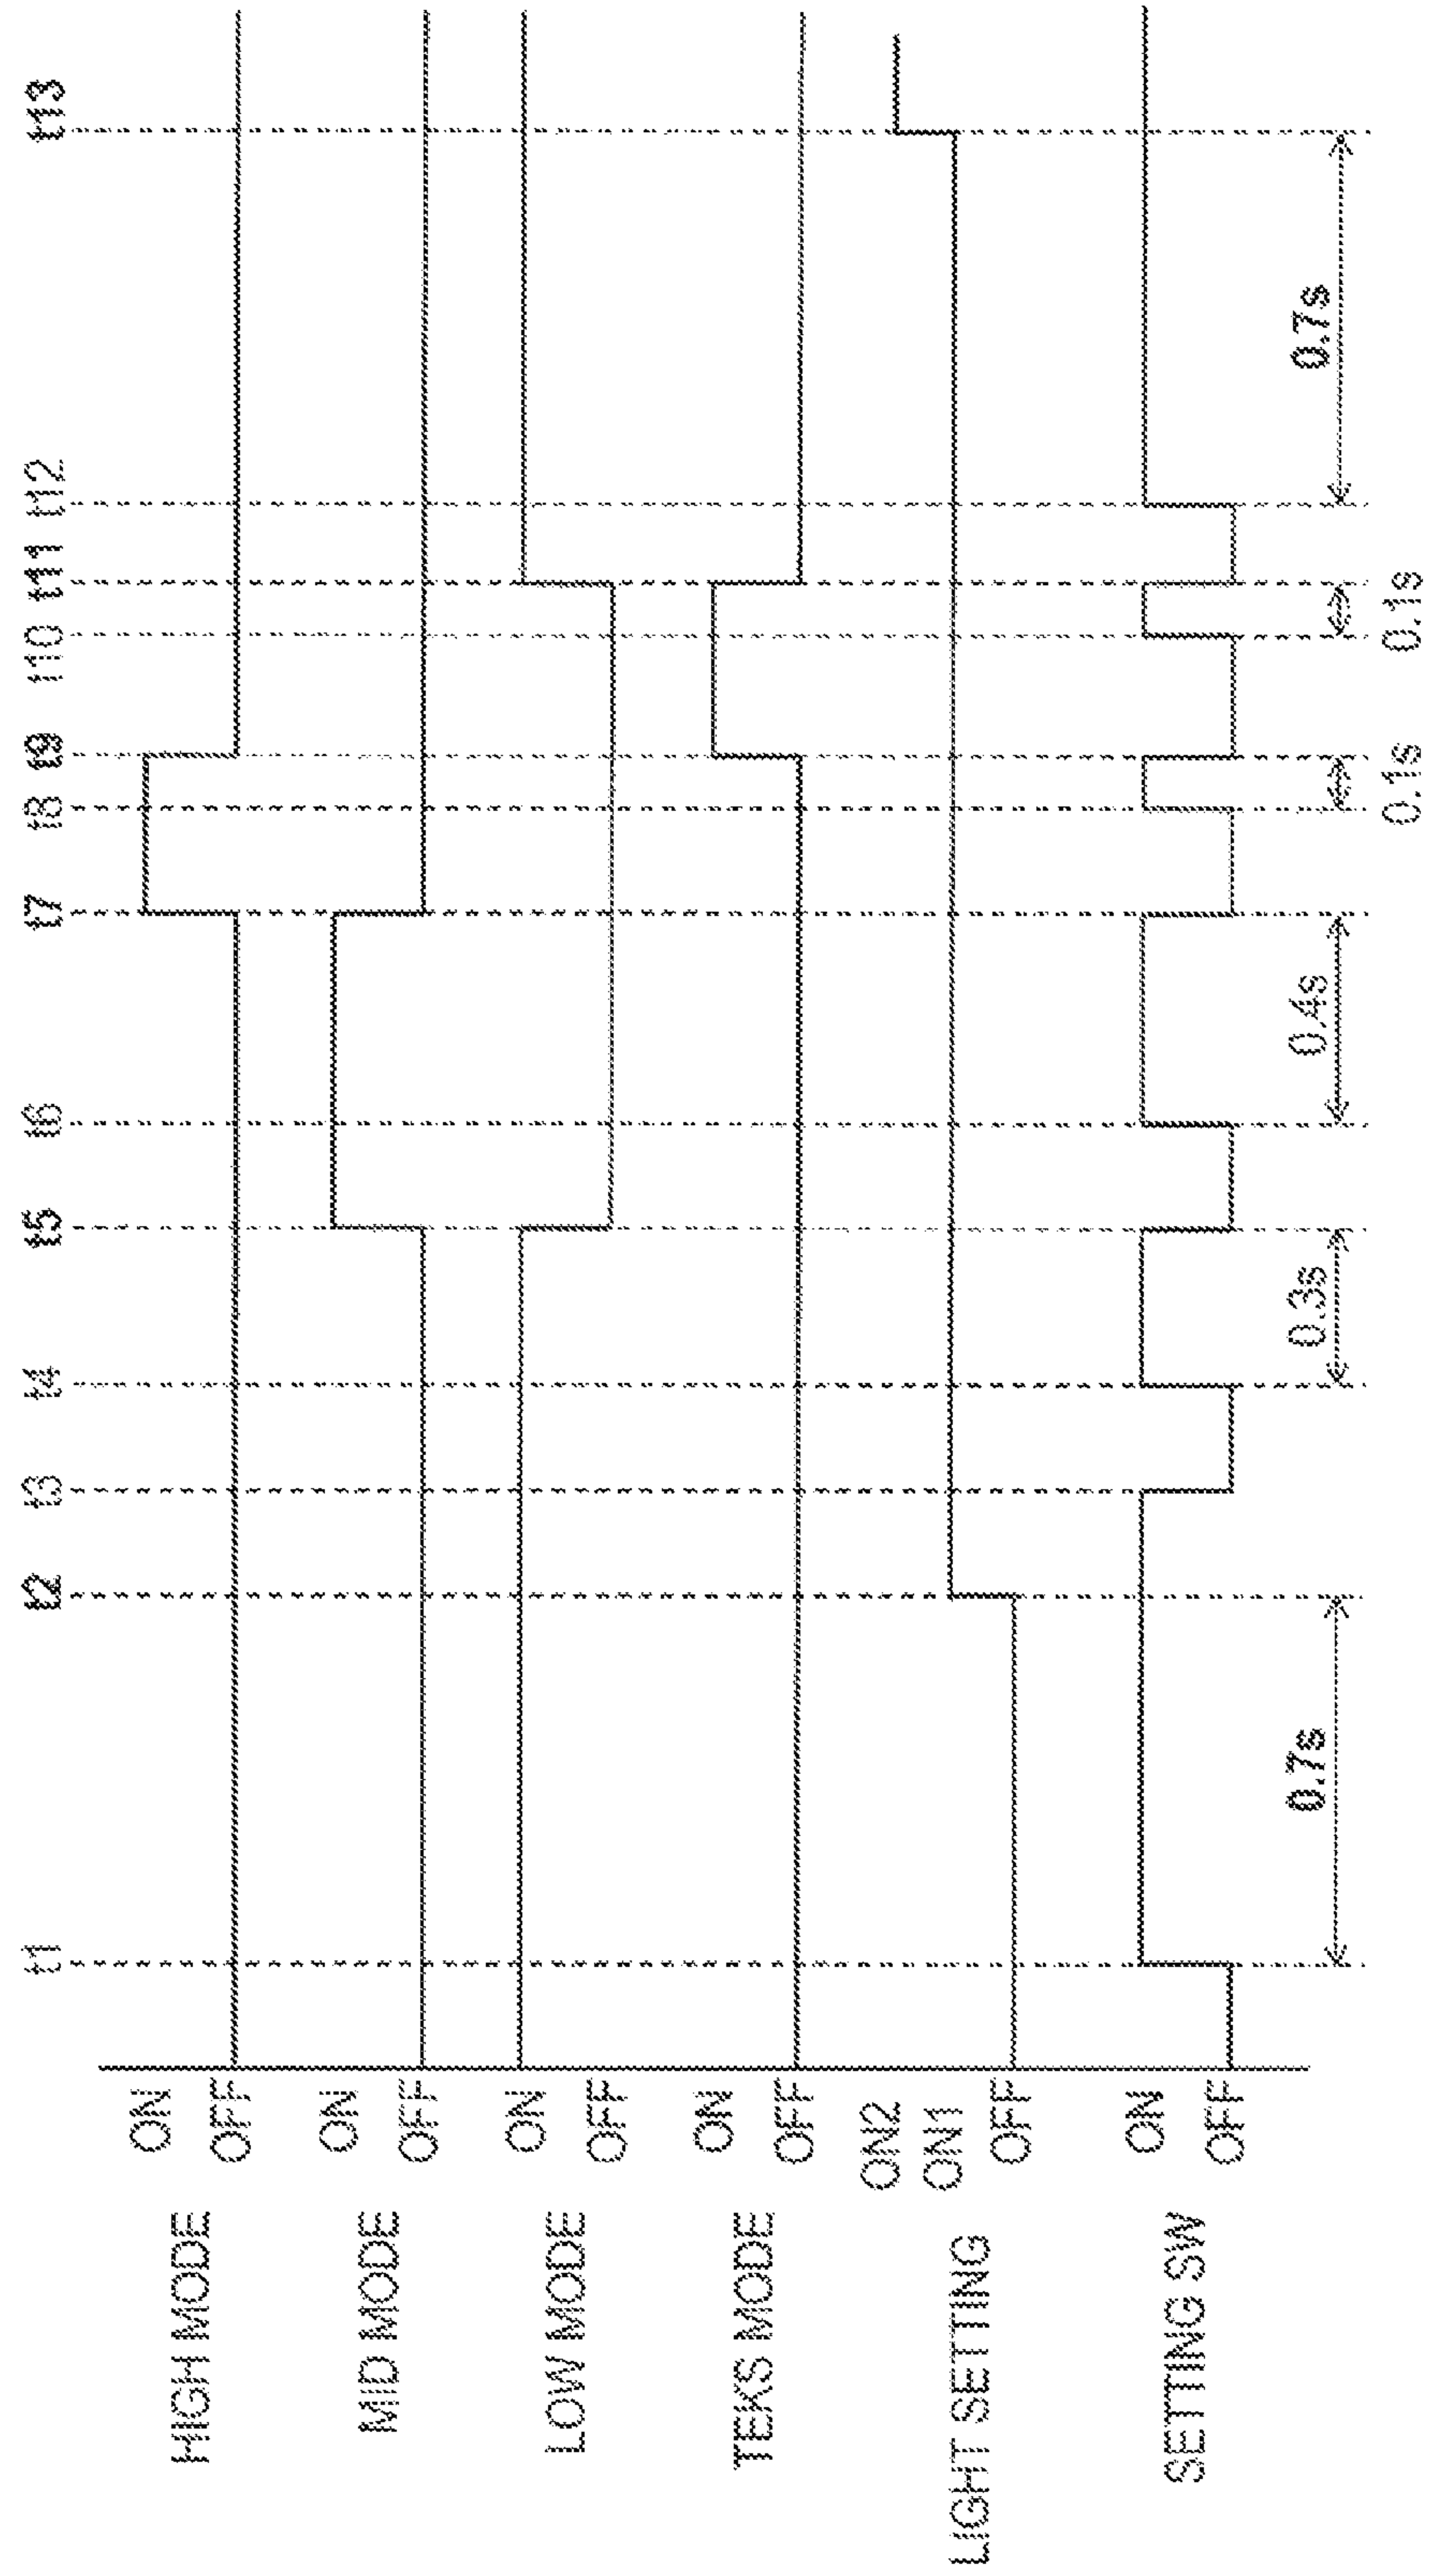 t1 t2 t3 t4 t5 t6 t7 t8 t9 t10 t11 t12 t13
HIGH MODE
ON
OFF
MID MODE
ON
OFF
LOW MODE
ON
OFF
TEKS MODE
ON
OFF
LIGHT SETTING
ON2
ON1
OFF
SETTING SW
ON
OFF
0.7s 0.3s 0.4s 0.7s
0.1s 0.1s